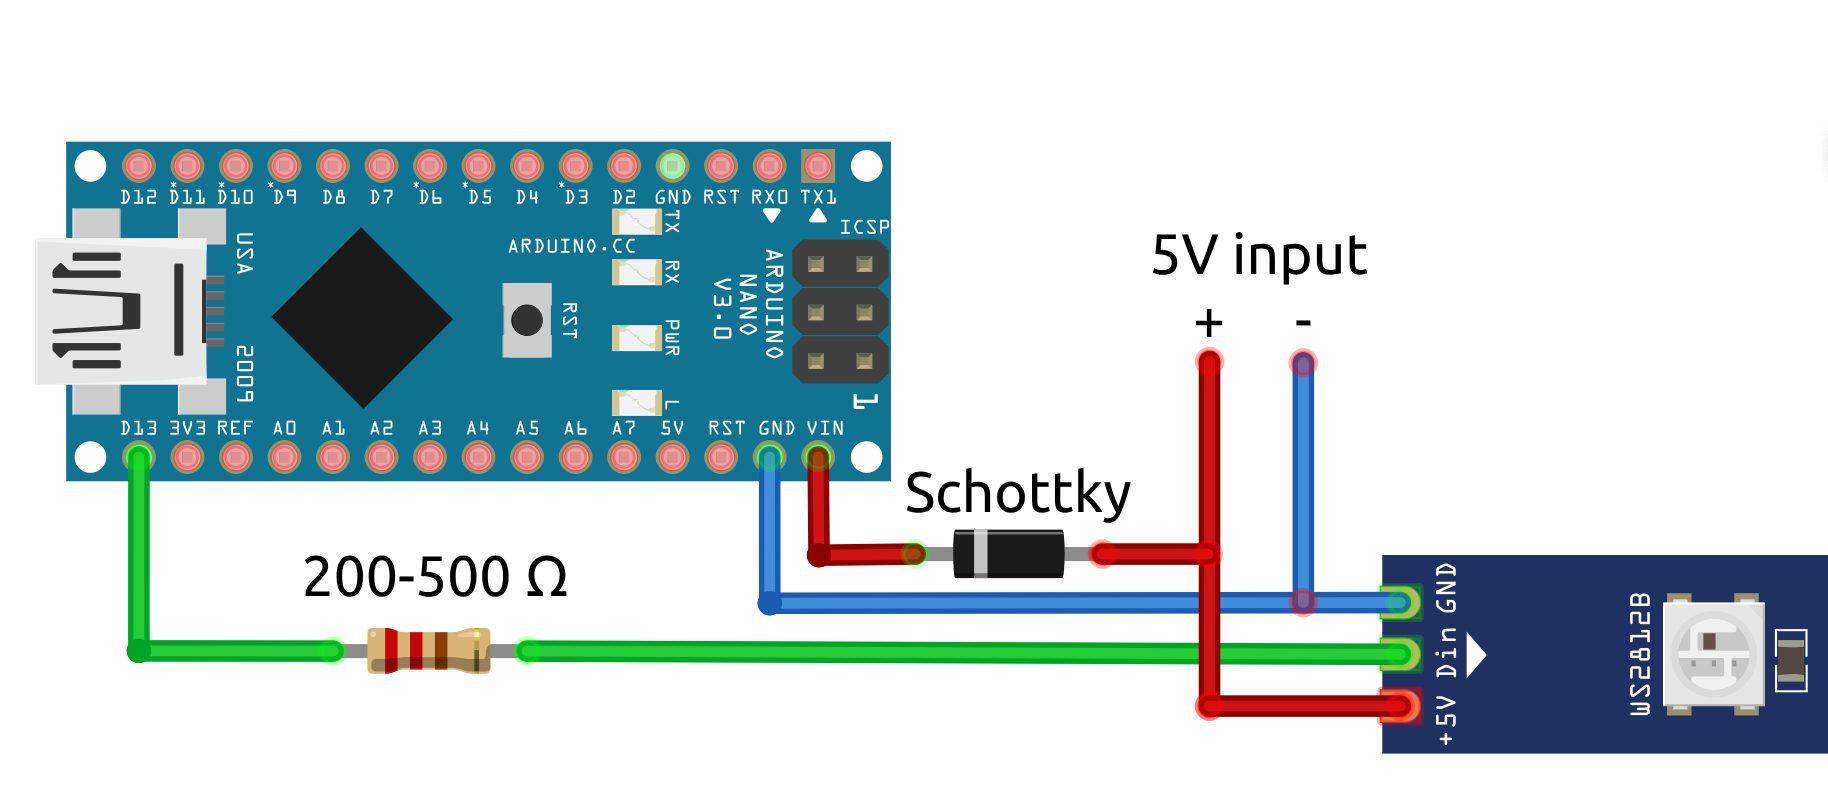 D12 *D11 *D10 *D9 D8 D7 *D6 *D5 D4 *D3 D2 GND RST RX0 TX1
ICSP
ARDUINO.CC
TX
RX
PWR
L
USA
2009
RST
ARDUINO
NANO
V3.0
1
D13 3V3 REF A0 A1 A2 A3 A4 A5 A6 A7 5V RST GND VIN
5V input
+ -
Schottky
200-500 Ω
GND
Din
+5V
WS2812B